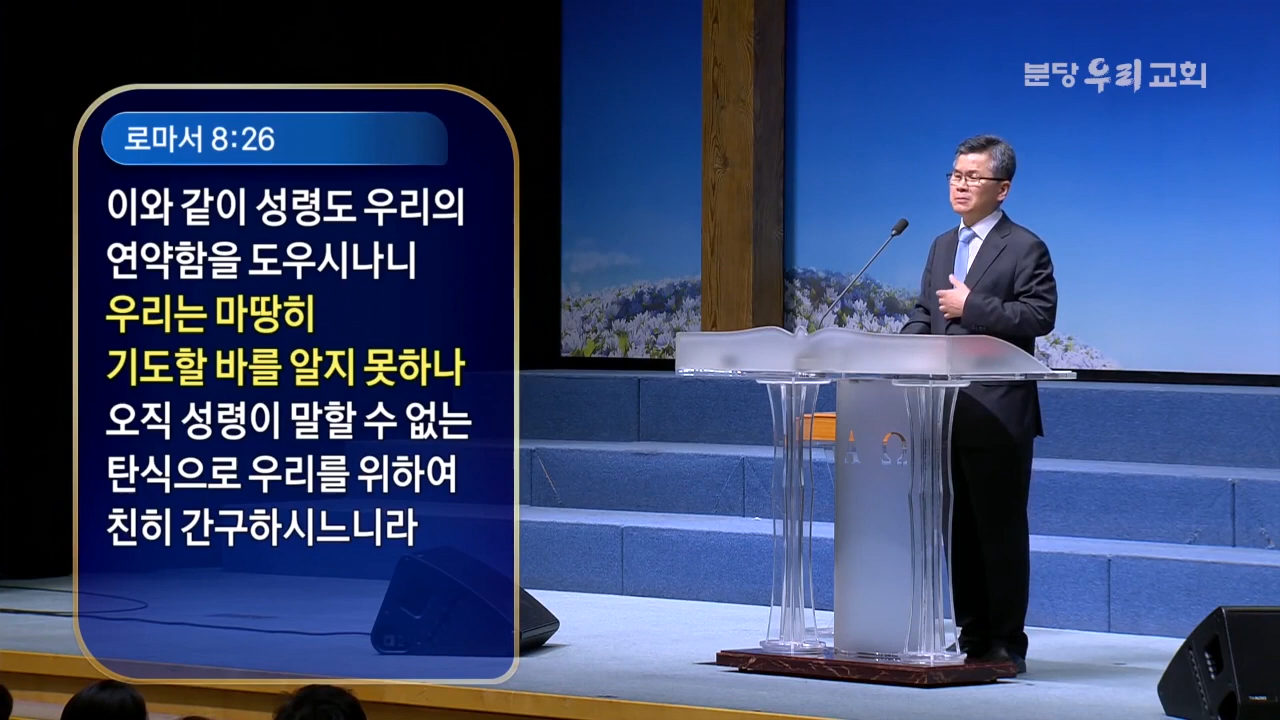 분당우리교회
로마서 8:26
이와 같이 성령도 우리의
연약함을 도우시나니
우리는 마땅히
기도할 바를 알지 못하나
오직 성령이 말할 수 없는
탄식으로 우리를 위하여
친히 간구하시느니라
Α Ω